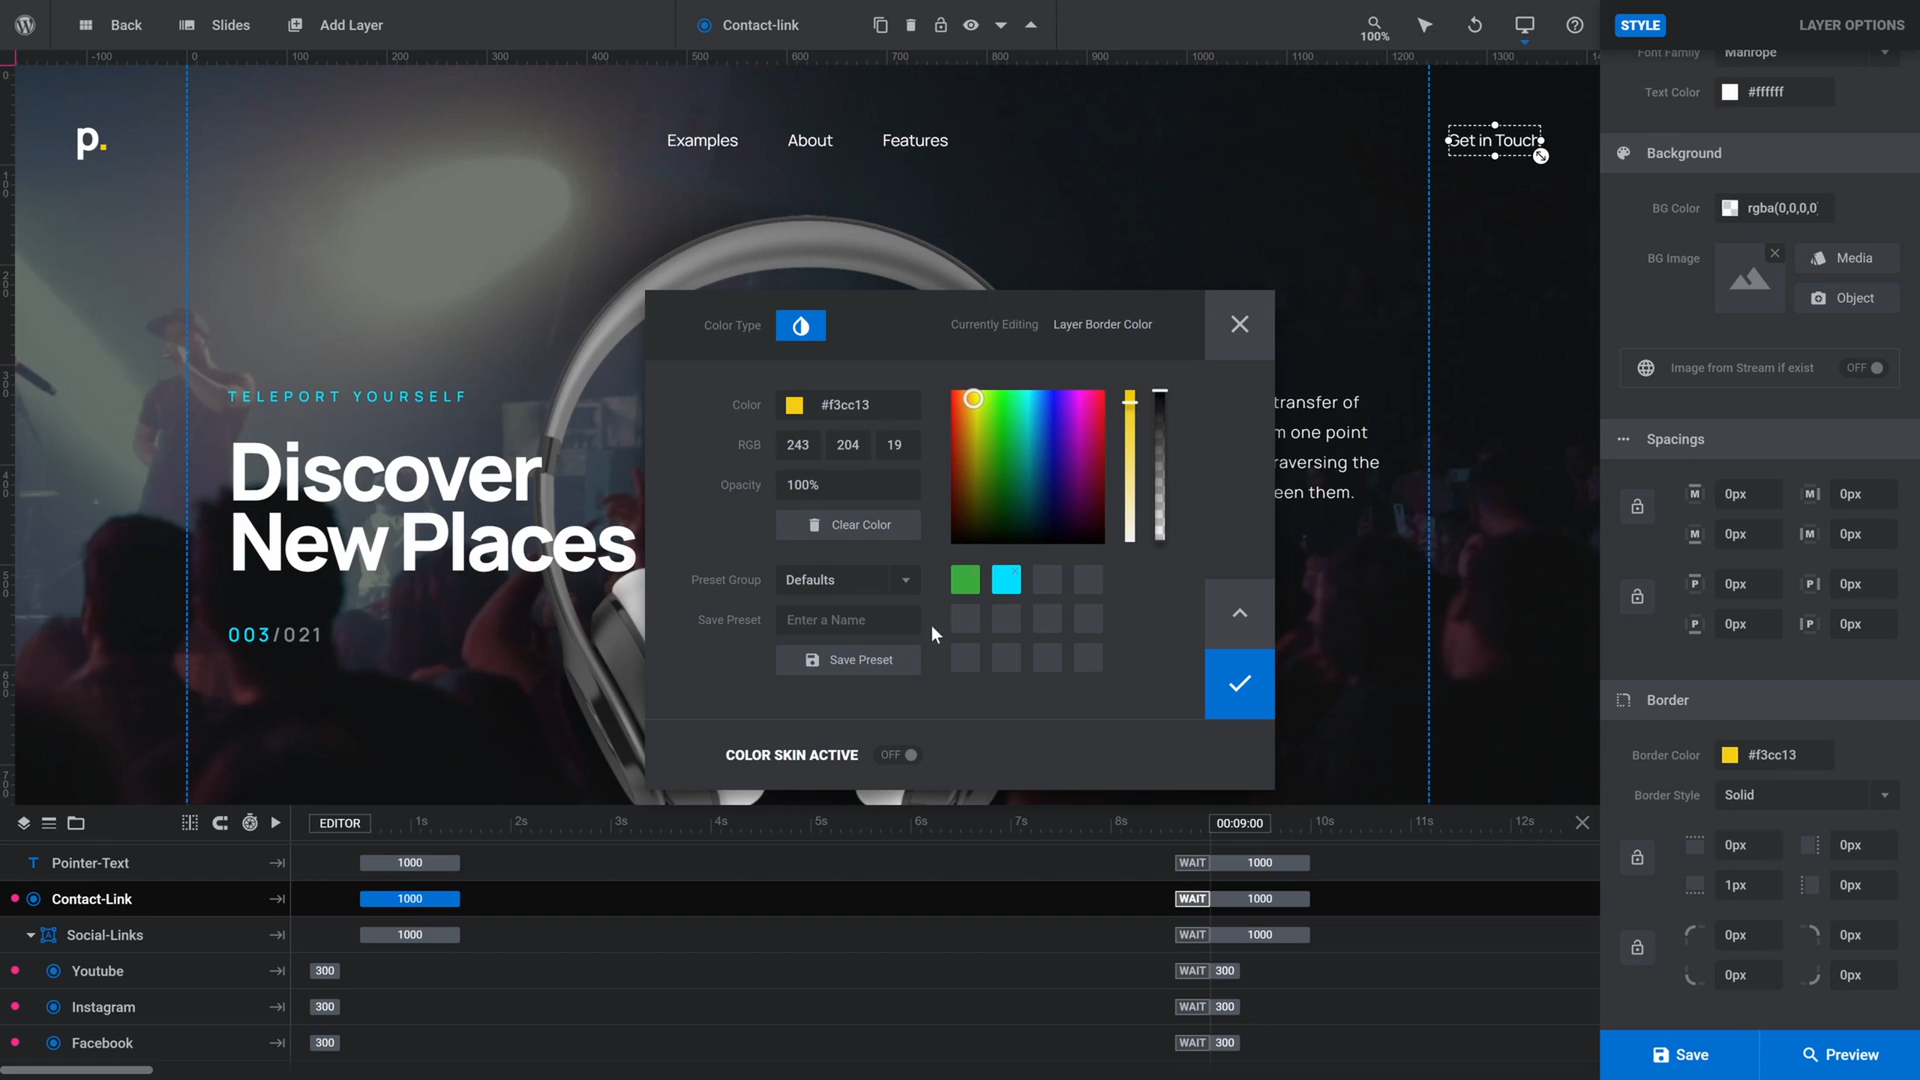 Back
Slides
Add Layer
Contact-link
100%
STYLE
LAYER OPTIONS
-100
0
100
200
300
400
500
600
700
800
900
1000
1100
1200
1300
Font Family
Manrope
Text Color
#ffffff
p.
Examples
About
Features
Get in Touch
Background
BG Color
rgba(0,0,0,0
BG Image
Media
Object
Image from Stream if exist
OFF
Color Type
Currently Editing
Layer Border Color
Color
#f3cc13
RGB
243
204
19
Opacity
100%
Clear Color
Preset Group
Defaults
Save Preset
Enter a Name
Save Preset
COLOR SKIN ACTIVE
OFF
TELEPORT YOURSELF
Discover
New Places
003/021
transfer of
m one point
raversing the
een them.
Spacings
M
0px
M
0px
M
0px
M
0px
P
0px
P
0px
P
0px
P
0px
Border
Border Color
#f3cc13
Border Style
Solid
0px
0px
1px
0px
0px
0px
0px
0px
Save
Preview
EDITOR
1s
2s
3s
4s
5s
6s
7s
8s
00:09:00
10s
11s
12s
Pointer-Text
1000
WAIT
1000
Contact-Link
1000
WAIT
1000
Social-Links
1000
WAIT
1000
Youtube
300
WAIT
300
Instagram
300
WAIT
300
Facebook
300
WAIT
300